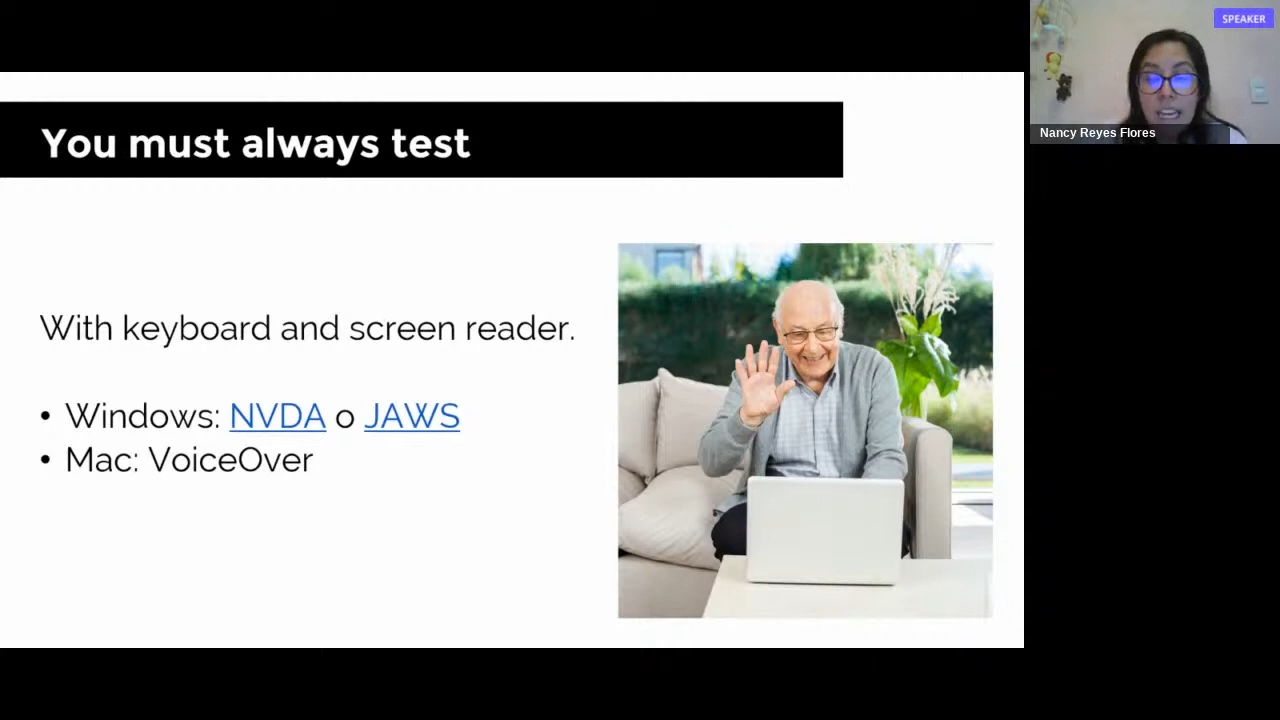 You must always test
With keyboard and screen reader.
• Windows: NVDA o JAWS
• Mac: VoiceOver
SPEAKER
Nancy Reyes Flores